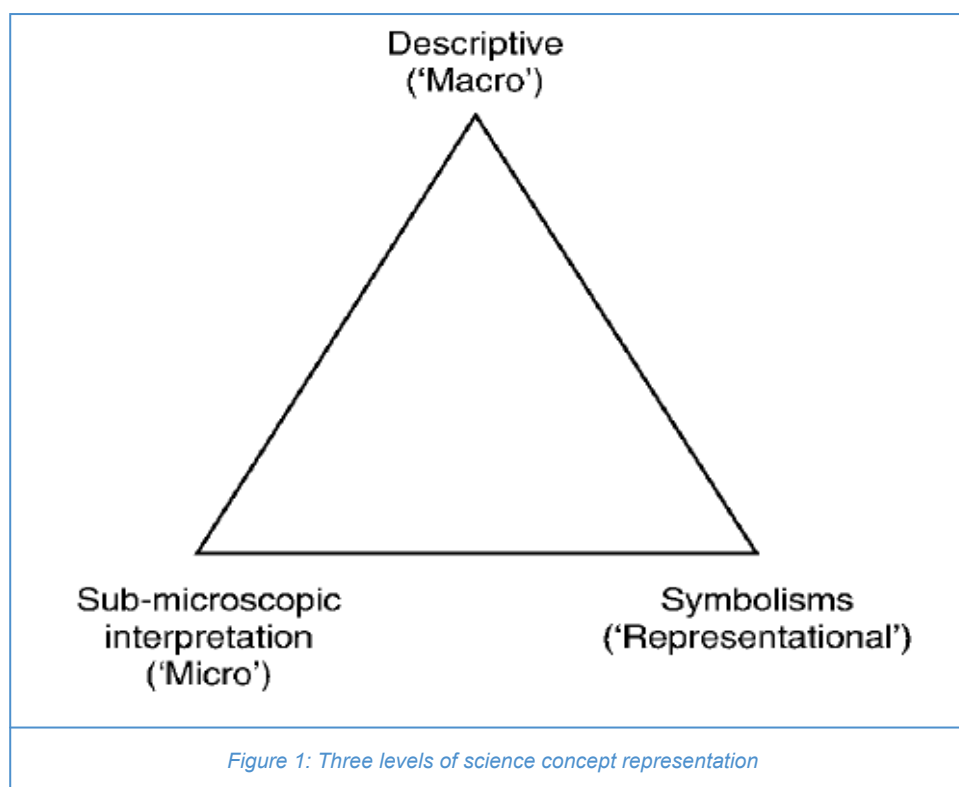 Descriptive
(‘Macro’)
Sub-microscopic
interpretation
(‘Micro’)
Symbolisms
(‘Representational’)
Figure 1: Three levels of science concept representation